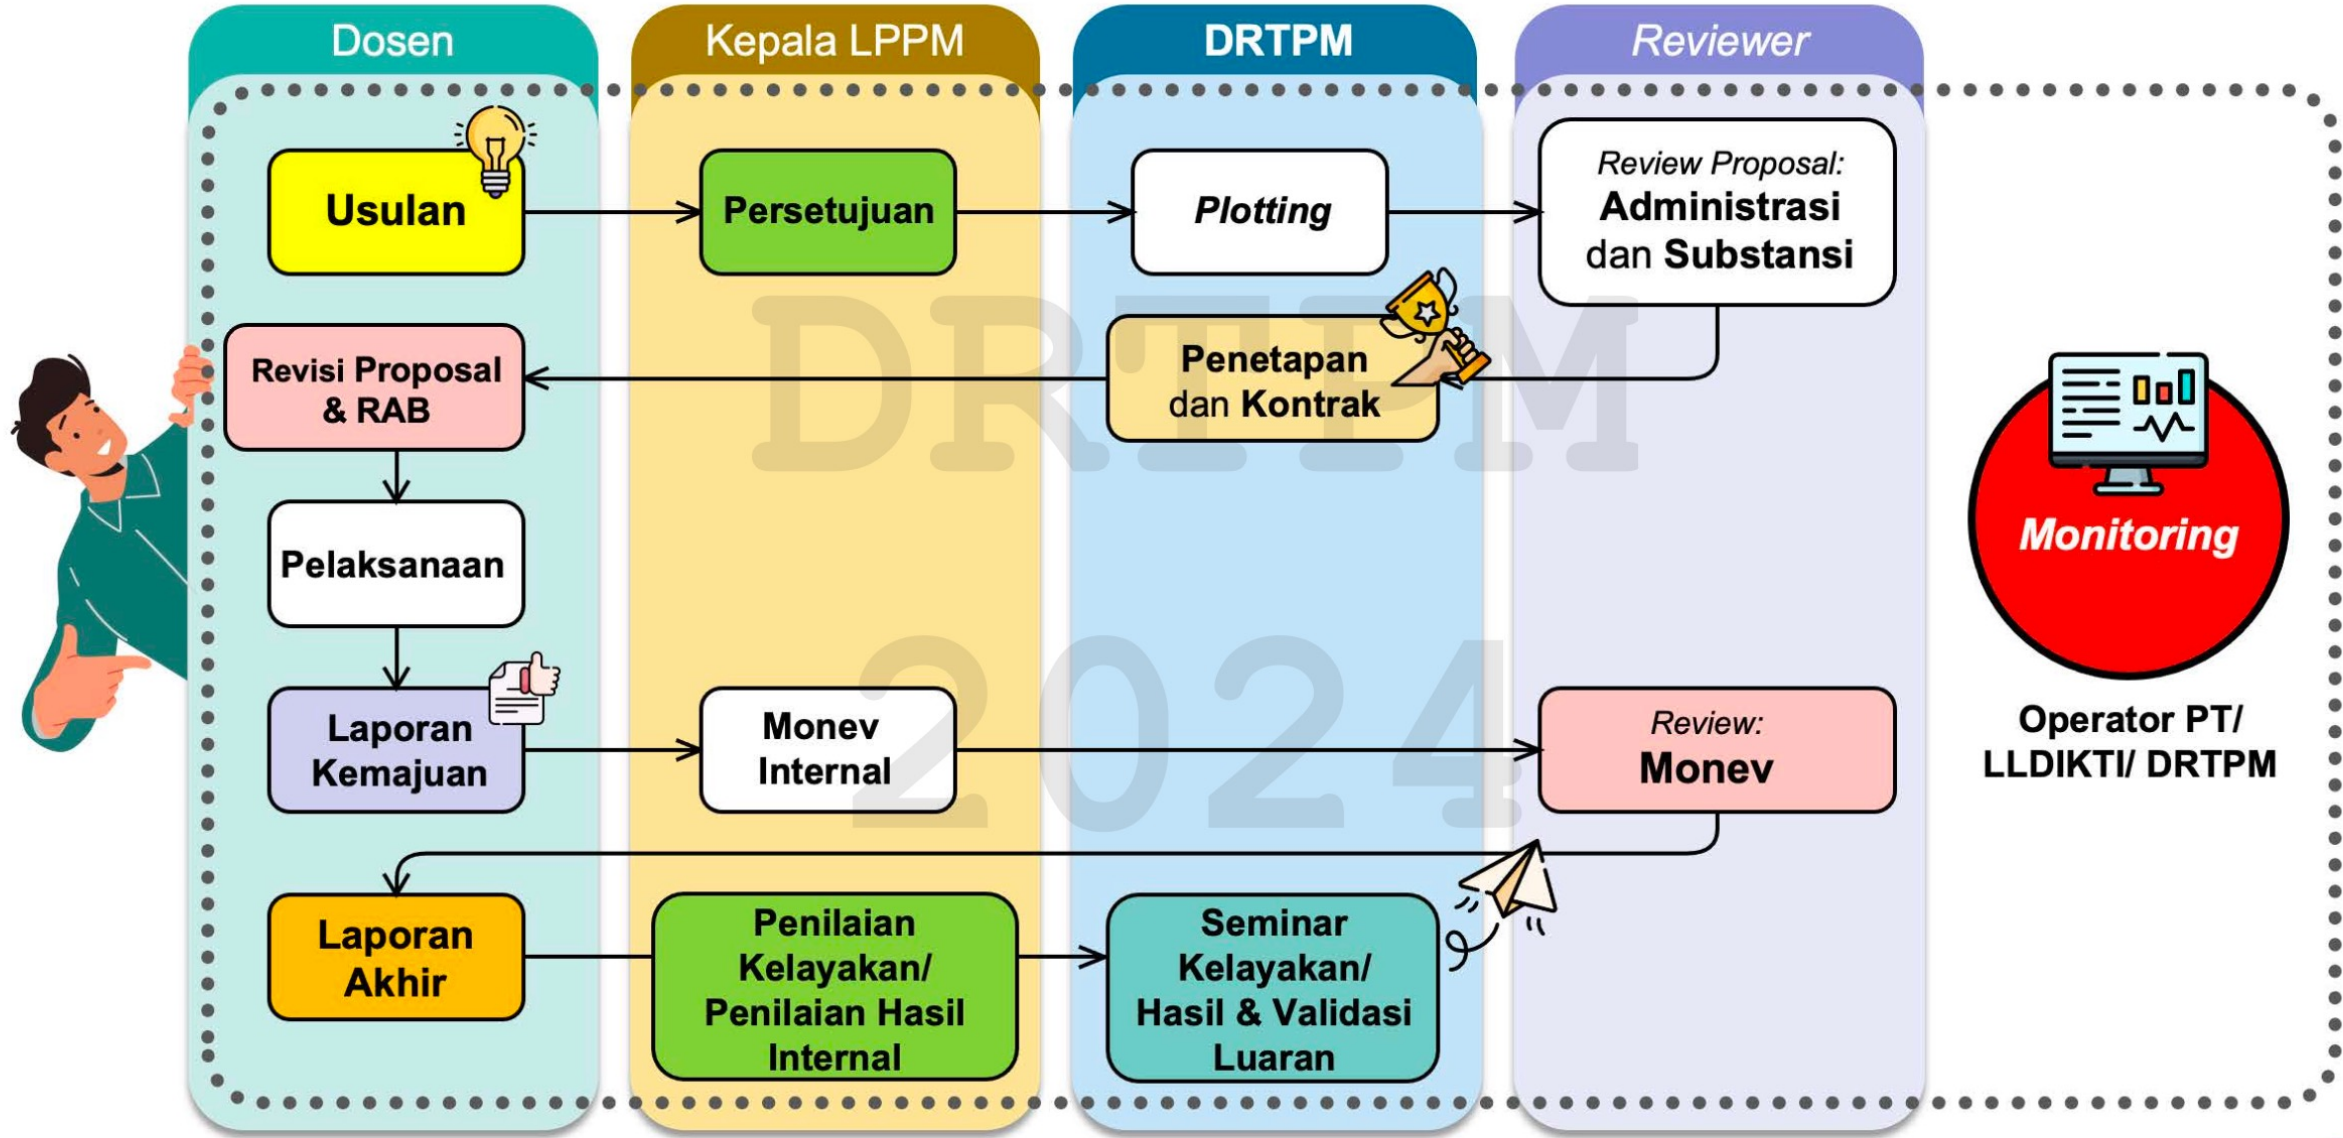 Dosen
Kepala LPPM
DRTPM
Reviewer
Usulan
Persetujuan
Plotting
Review Proposal:
Administrasi
dan Substansi
Revisi Proposal
& RAB
Penetapan
dan Kontrak
DRTPM
Pelaksanaan
Monitoring
Operator PT/
LLDIKTI/ DRTPM
2024
Laporan
Kemajuan
Monev
Internal
Review:
Monev
Laporan
Akhir
Penilaian
Kelayakan/
Penilaian Hasil
Internal
Seminar
Kelayakan/
Hasil & Validasi
Luaran